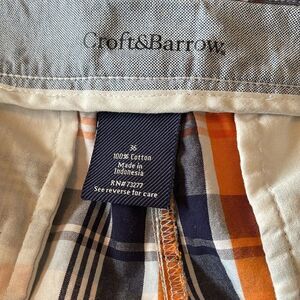 Croft&Barrow.
36
100% Cotton
Made in
Indonesia
RN#73277
See reverse for care